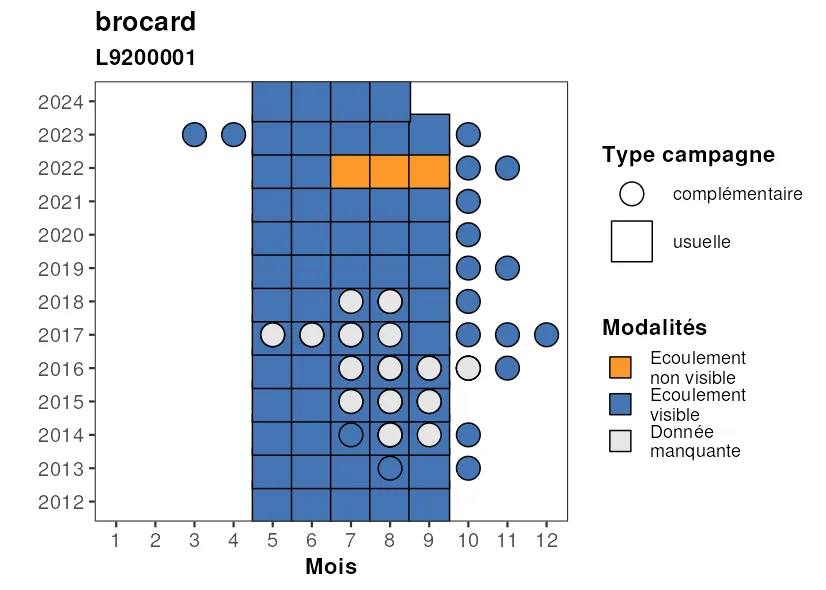 brocard
L9200001
2024
2023
2022
2021
2020
2019
2018
2017
2016
2015
2014
2013
2012
1 2 3 4 5 6 7 8 9 10 11 12
Mois
Type campagne
complémentaire
usuelle
Modalités
Ecoulement
non visible
Ecoulement
visible
Donnée
manquante